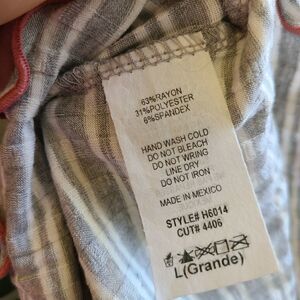 63%RAYON
31%POLYESTER
6%SPANDEX
HAND WASH COLD
DO NOT BLEACH
DO NOT WRING
LINE DRY
DO NOT IRON
MADE IN MEXICO
STYLE# H6014
CUT# 4406
L(Grande)